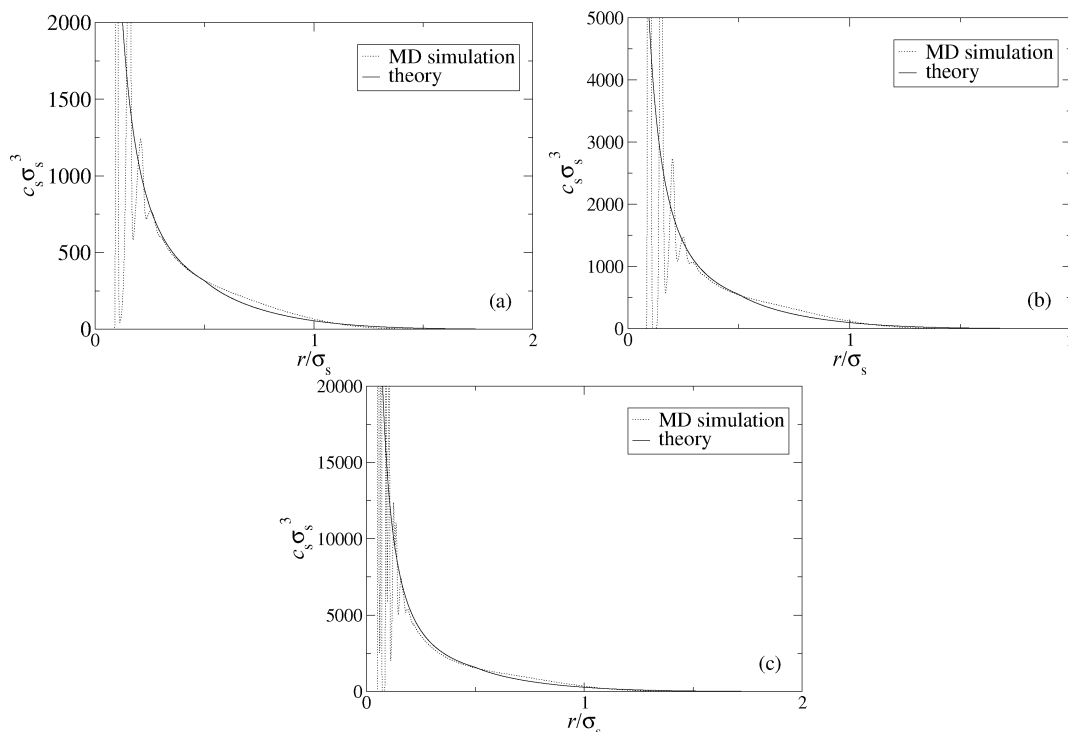 2000
1500
1000
500
0
c_s σ_s^3
MD simulation
theory
(a)
0
1
2
r/σ_s
5000
4000
3000
2000
1000
0
c_s σ_s^3
MD simulation
theory
(b)
0
1
r/σ_s
20000
15000
10000
5000
0
c_s σ_s^3
MD simulation
theory
(c)
0
1
2
r/σ_s